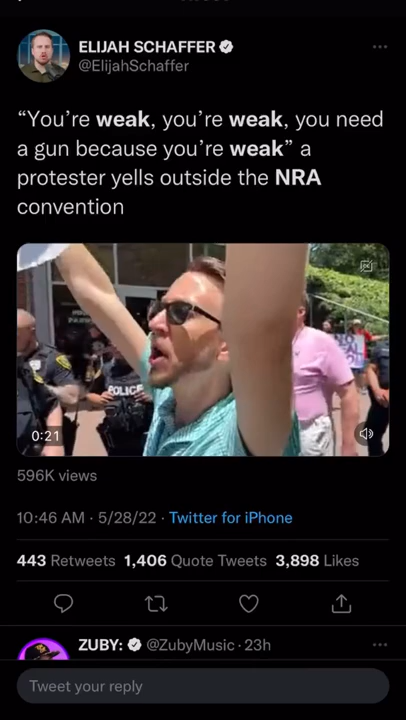 ELIJAH SCHAFFER
@ElijahSchaffer
“You’re weak, you’re weak, you need
a gun because you’re weak” a
protester yells outside the NRA
convention
POLICE
0:21
596K views
10:46 AM · 5/28/22 · Twitter for iPhone
443 Retweets 1,406 Quote Tweets 3,898 Likes
ZUBY: @ZubyMusic · 23h
Tweet your reply